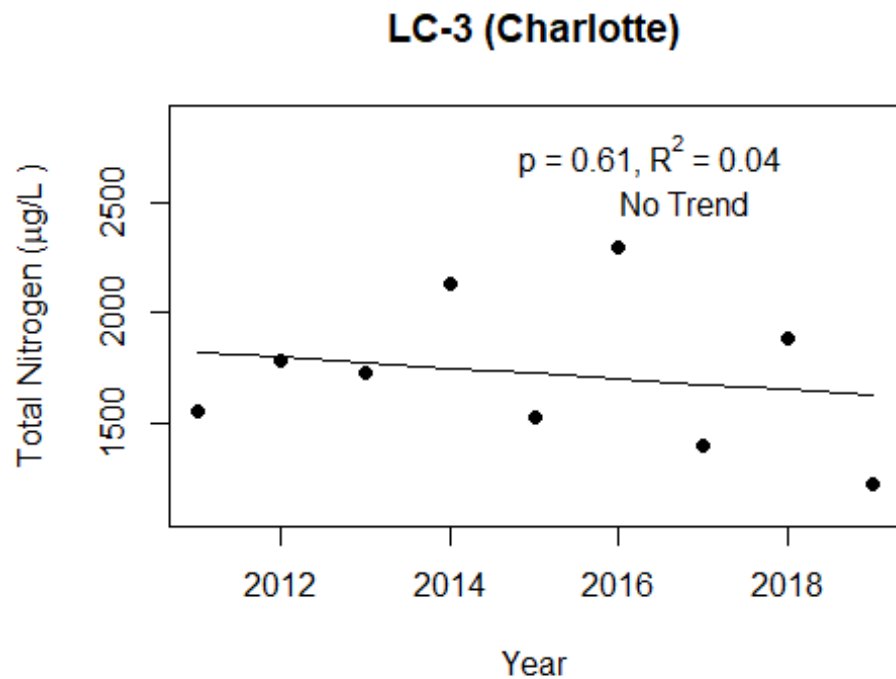 LC-3 (Charlotte)
p = 0.61, R² = 0.04
No Trend
Total Nitrogen (μg/L )
2500
2000
1500
2012 2014 2016 2018
Year